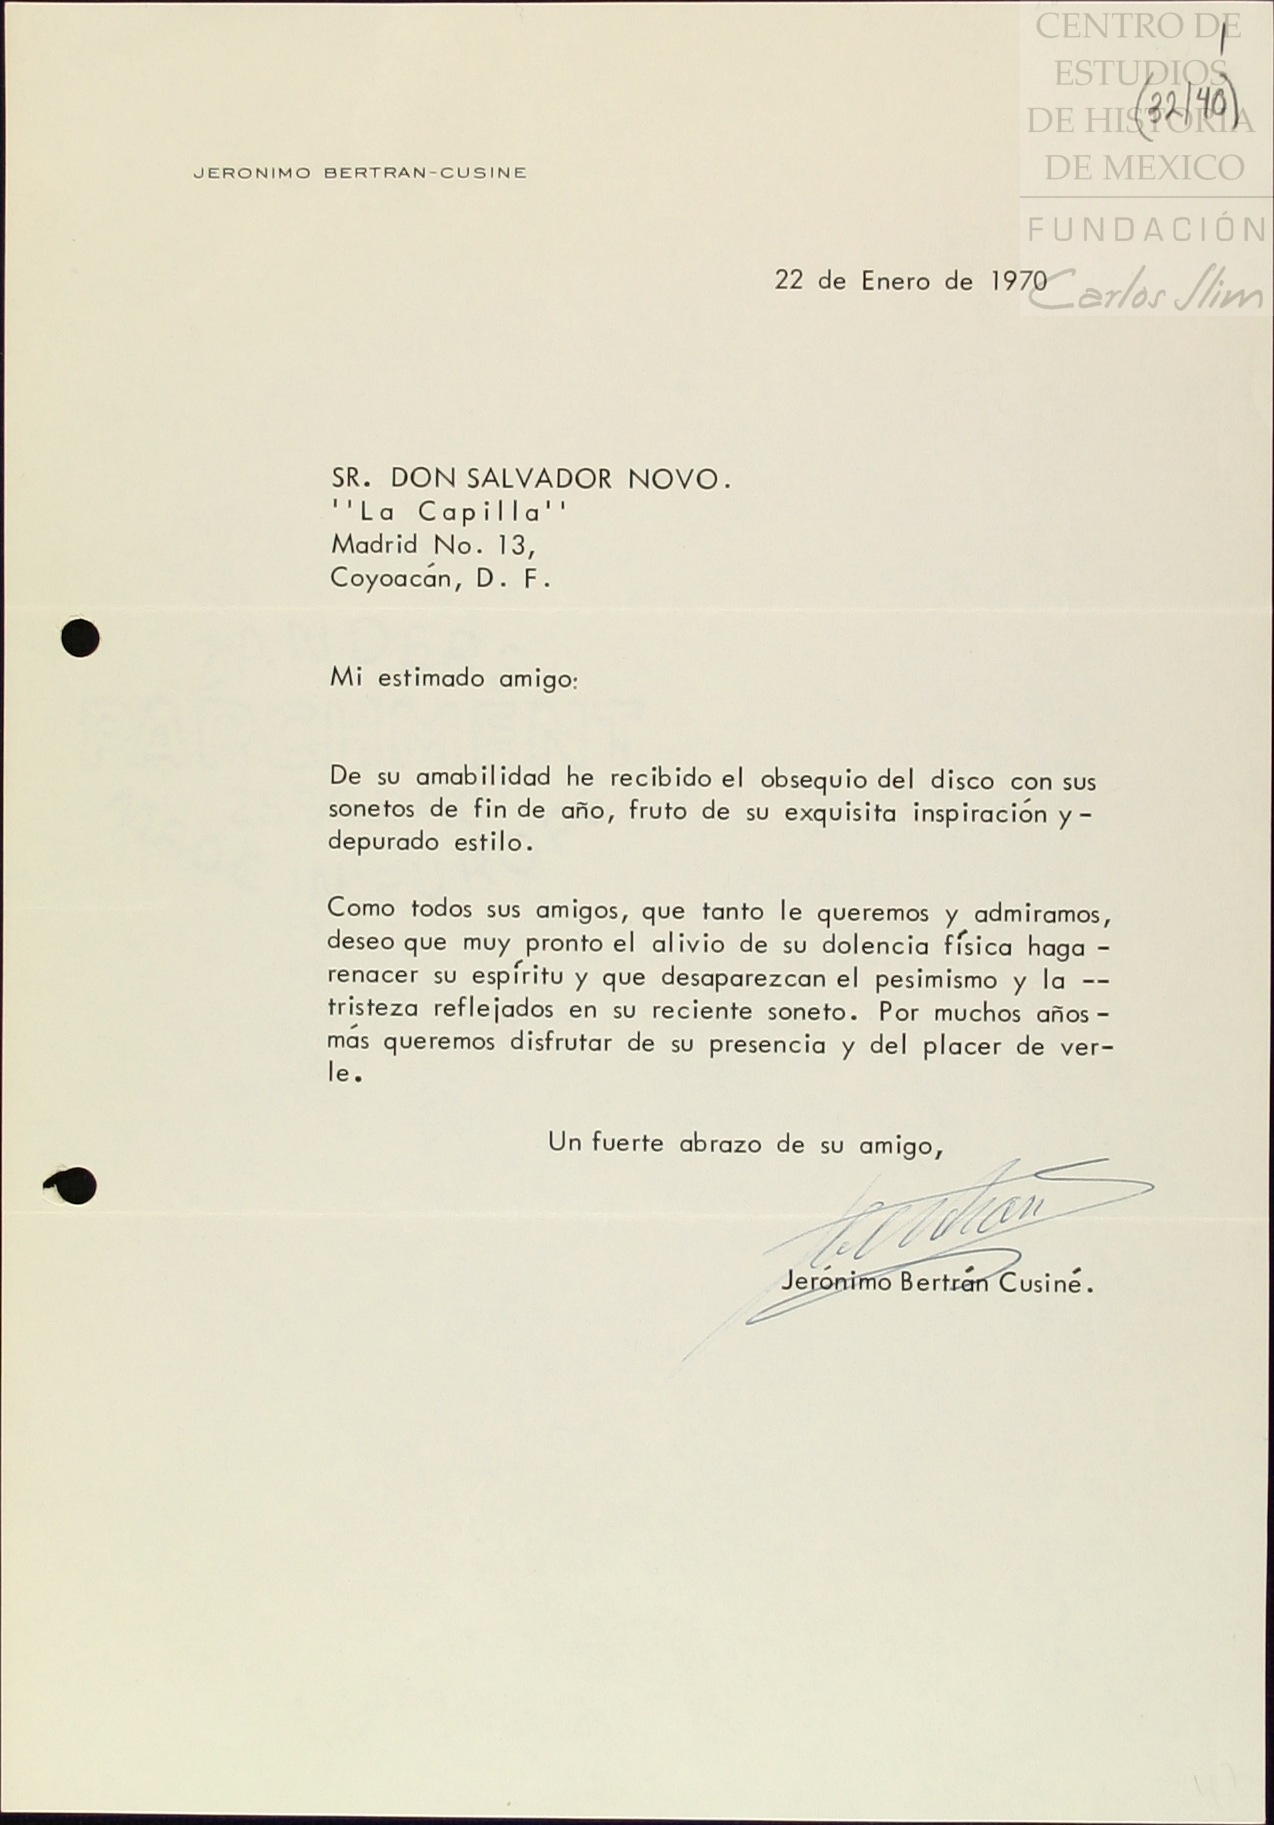 CENTRO DE
ESTUDIOS
DE HISTORIA
DE MEXICO
FUNDACIÓN
Carlos Slim
1
(32/40)
JERONIMO BERTRAN-CUSINE
22 de Enero de 1970
SR. DON SALVADOR NOVO.
''La Capilla''
Madrid No. 13,
Coyoacán, D. F.
Mi estimado amigo:
De su amabilidad he recibido el obsequio del disco con sus
sonetos de fin de año, fruto de su exquisita inspiración y-
depurado estilo.
Como todos sus amigos, que tanto le queremos y admiramos,
deseo que muy pronto el alivio de su dolencia física haga -
renacer su espíritu y que desaparezcan el pesimismo y la --
tristeza reflejados en su reciente soneto. Por muchos años-
más queremos disfrutar de su presencia y del placer de ver-
le.
Un fuerte abrazo de su amigo,
Jerónimo Bertrán Cusiné.